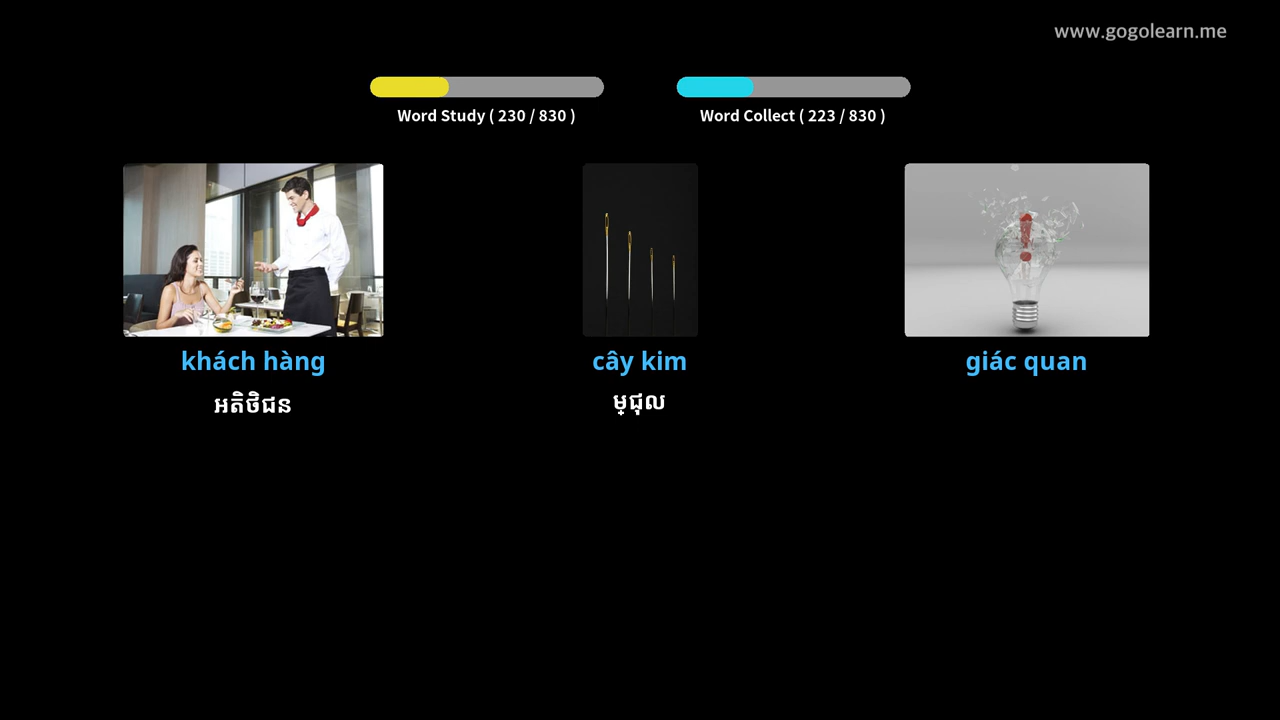 www.gogolearn.me
Word Study ( 230 / 830 )
Word Collect ( 223 / 830 )
khách hàng
cây kim
giác quan
អតិថិជន
ម្ជុល